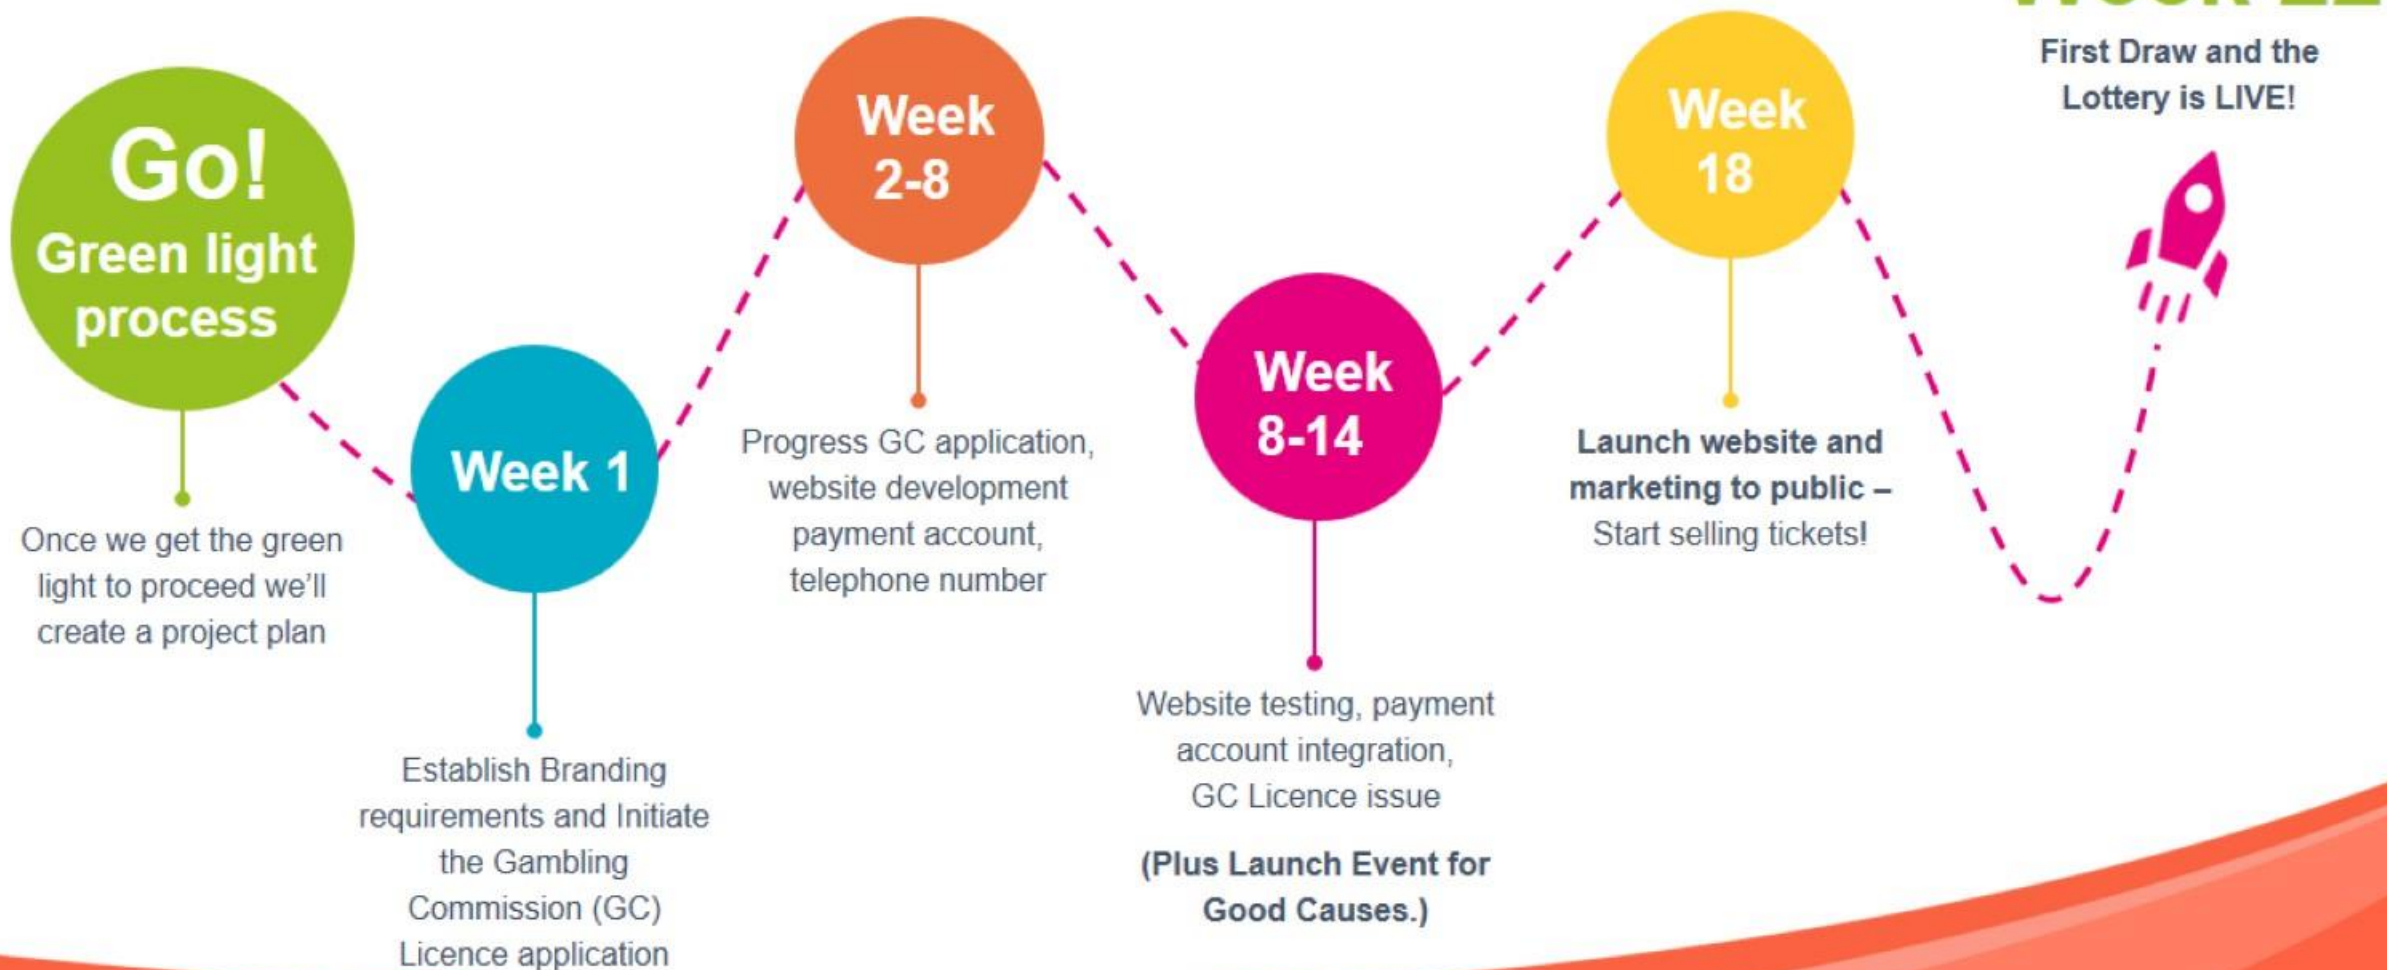 Go!
Green light
process
Once we get the green
light to proceed we'll
create a project plan
Week 1
Establish Branding
requirements and Initiate
the Gambling
Commission (GC)
Licence application
Week
2-8
Progress GC application,
website development
payment account,
telephone number
Week
8-14
Website testing, payment
account integration,
GC Licence issue
(Plus Launch Event for
Good Causes.)
Week
18
Launch website and
marketing to public –
Start selling tickets!
Week
First Draw and the
Lottery is LIVE!